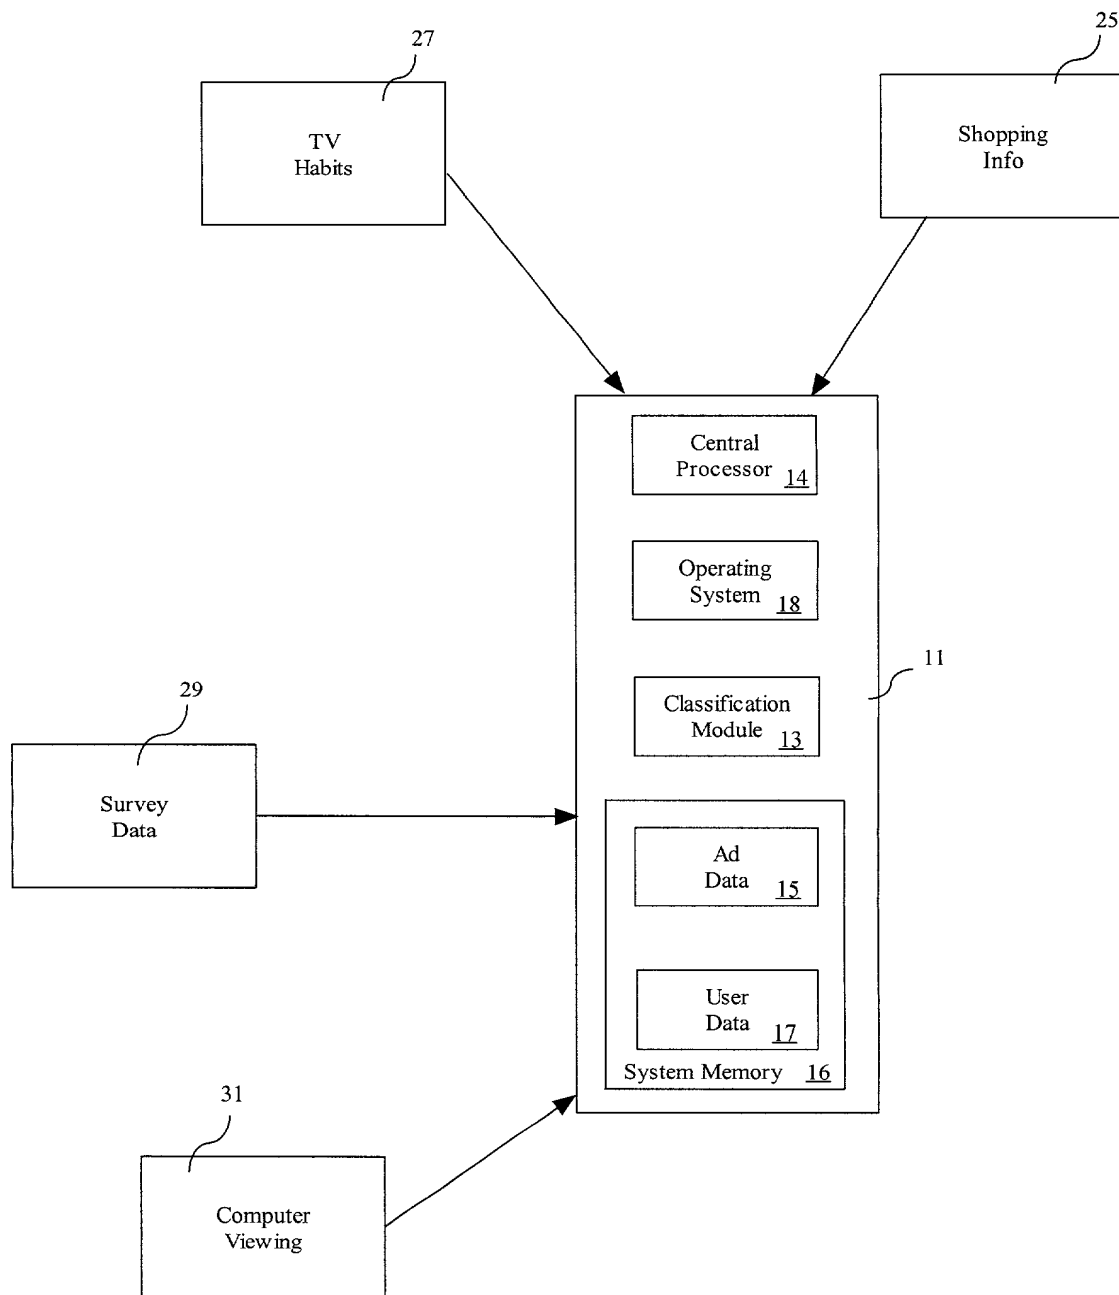 27
25
TV
Habits
Shopping
Info
Central
Processor 14
Operating
System 18
11
Classification
Module 13
29
Survey
Data
Ad
Data 15
User
Data 17
System Memory 16
31
Computer
Viewing